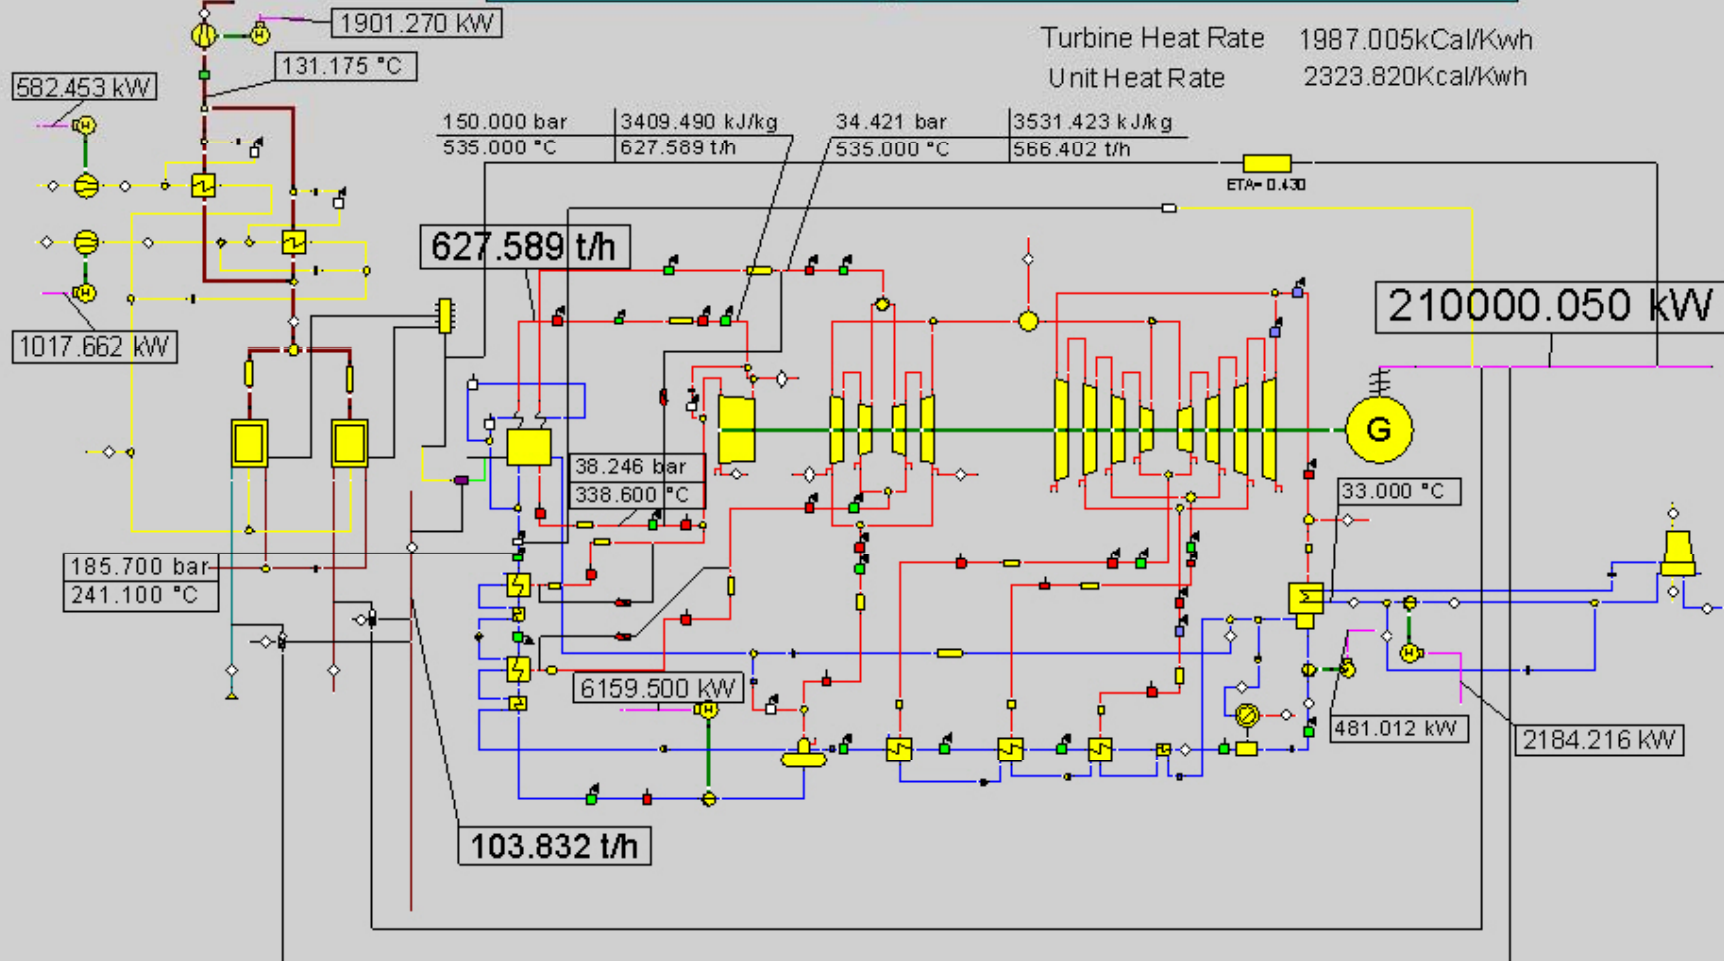 1901.270 kW
Turbine Heat Rate 1987.005kCal/Kwh
131.175 °C
Unit Heat Rate 2323.820Kcal/Kwh
582.453 kW
150.000 bar 3409.490 kJ/kg 34.421 bar 3531.423 kJ/kg
535.000 °C 627.589 t/h 535.000 °C 566.402 t/h
ETA= 0.430
627.589 t/h
210000.050 kW
1017.662 kW
G
38.246 bar
338.600 °C
33.000 °C
185.700 bar
241.100 °C
6159.500 kW
481.012 kW
2184.216 kW
103.832 t/h